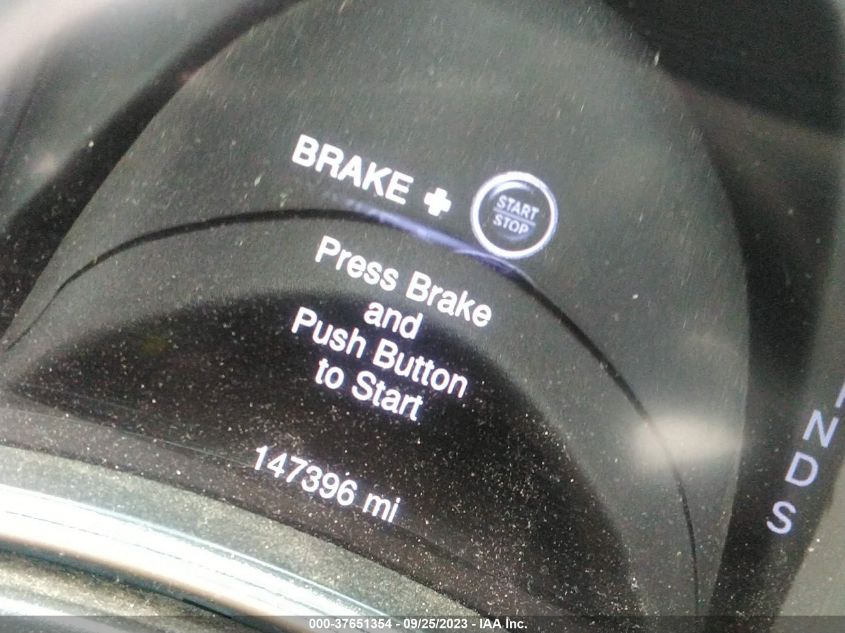 BRAKE +
START
STOP
Press Brake
and
Push Button
to Start
147396 mi
N
D
S
000-37651354 - 09/25/2023 - IAA Inc.